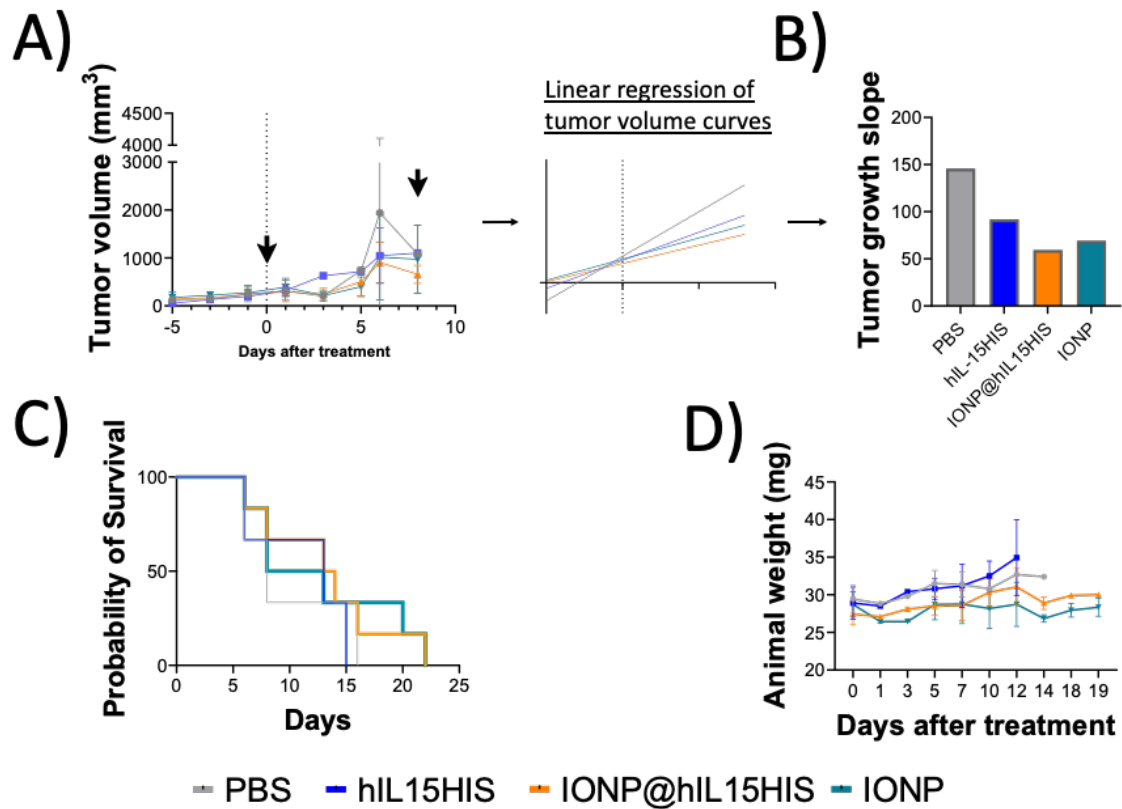 A)
Tumor volume (mm³)
4500
4000
3000
2000
1000
0
-5
0
5
10
Days after treatment
Linear regression of
tumor volume curves
B)
Tumor growth slope
200
150
100
50
0
PBS
hIL-15HIS
IONP@hIL15HIS
IONP
C)
Probability of Survival
100
50
0
0
5
10
15
20
25
Days
D)
Animal weight (mg)
45
40
35
30
25
20
0
1
3
5
7
10
12
14
18
19
Days after treatment
PBS
hIL15HIS
IONP@hIL15HIS
IONP